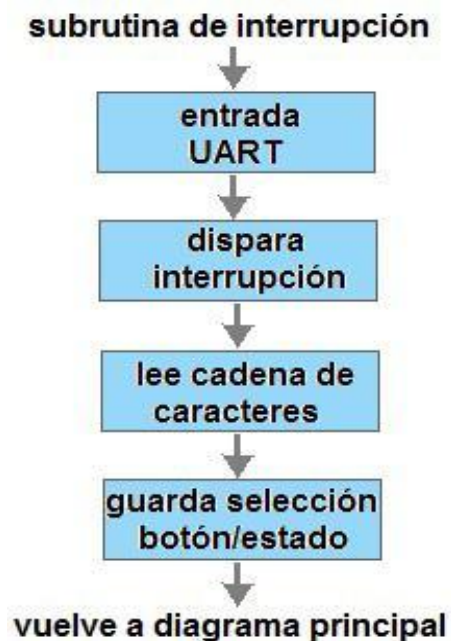 subrutina de interrupción
entrada
UART
dispara
interrupción
lee cadena de
caracteres
guarda selección
botón/estado
vuelve a diagrama principal